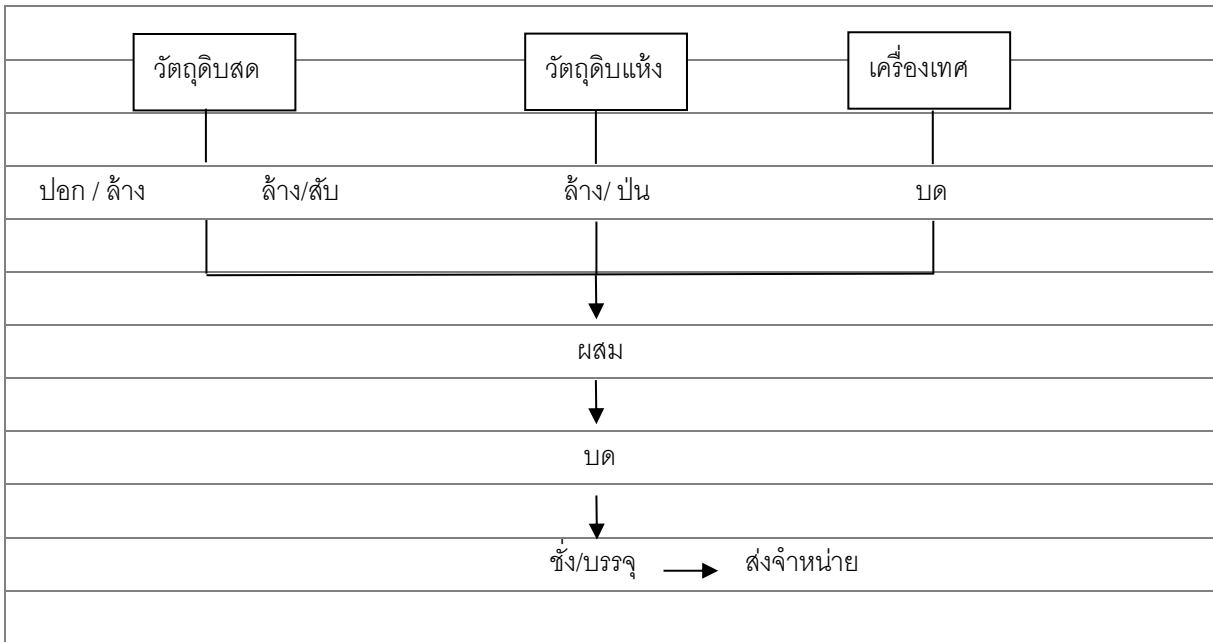 วัตถุดิบสด วัตถุดิบแห้ง เครื่องเทศ
ปอก / ล้าง ล้าง/สับ ล้าง/ ป่น บด
ผสม
บด
ชั่ง/บรรจุ ส่งจำหน่าย